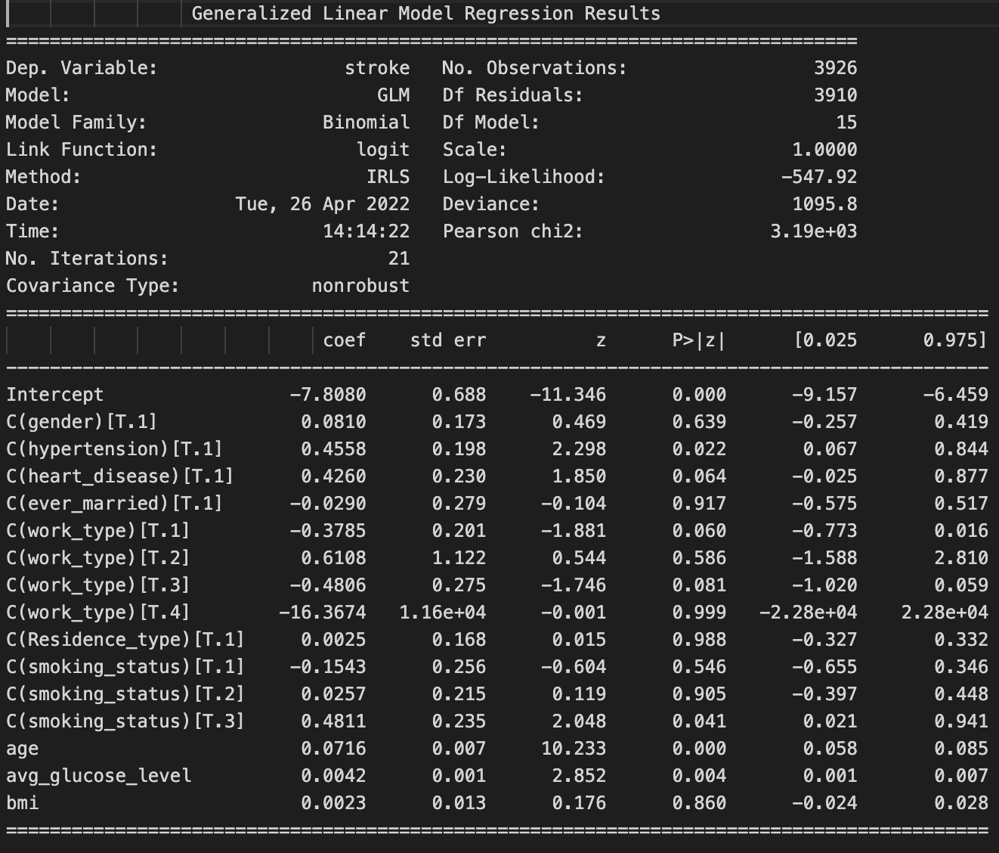 Generalized Linear Model Regression Results
==============================================================================
Dep. Variable:                 stroke   No. Observations:                 3926
Model:                            GLM   Df Residuals:                     3910
Model Family:                Binomial   Df Model:                           15
Link Function:                  logit   Scale:                          1.0000
Method:                          IRLS   Log-Likelihood:                -547.92
Date:                Tue, 26 Apr 2022   Deviance:                       1095.8
Time:                        14:14:22   Pearson chi2:                 3.19e+03
No. Iterations:                    21
Covariance Type:            nonrobust
==========================================================================================
                             coef    std err          z      P>|z|      [0.025      0.975]
------------------------------------------------------------------------------------------
Intercept                 -7.8080      0.688    -11.346      0.000      -9.157      -6.459
C(gender)[T.1]             0.0810      0.173      0.469      0.639      -0.257       0.419
C(hypertension)[T.1]       0.4558      0.198      2.298      0.022       0.067       0.844
C(heart_disease)[T.1]      0.4260      0.230      1.850      0.064      -0.025       0.877
C(ever_married)[T.1]      -0.0290      0.279     -0.104      0.917      -0.575       0.517
C(work_type)[T.1]         -0.3785      0.201     -1.881      0.060      -0.773       0.016
C(work_type)[T.2]          0.6108      1.122      0.544      0.586      -1.588       2.810
C(work_type)[T.3]         -0.4806      0.275     -1.746      0.081      -1.020       0.059
C(work_type)[T.4]        -16.3674   1.16e+04     -0.001      0.999   -2.28e+04    2.28e+04
C(Residence_type)[T.1]     0.0025      0.168      0.015      0.988      -0.327       0.332
C(smoking_status)[T.1]    -0.1543      0.256     -0.604      0.546      -0.655       0.346
C(smoking_status)[T.2]     0.0257      0.215      0.119      0.905      -0.397       0.448
C(smoking_status)[T.3]     0.4811      0.235      2.048      0.041       0.021       0.941
age                        0.0716      0.007     10.233      0.000       0.058       0.085
avg_glucose_level          0.0042      0.001      2.852      0.004       0.001       0.007
bmi                        0.0023      0.013      0.176      0.860      -0.024       0.028
==========================================================================================